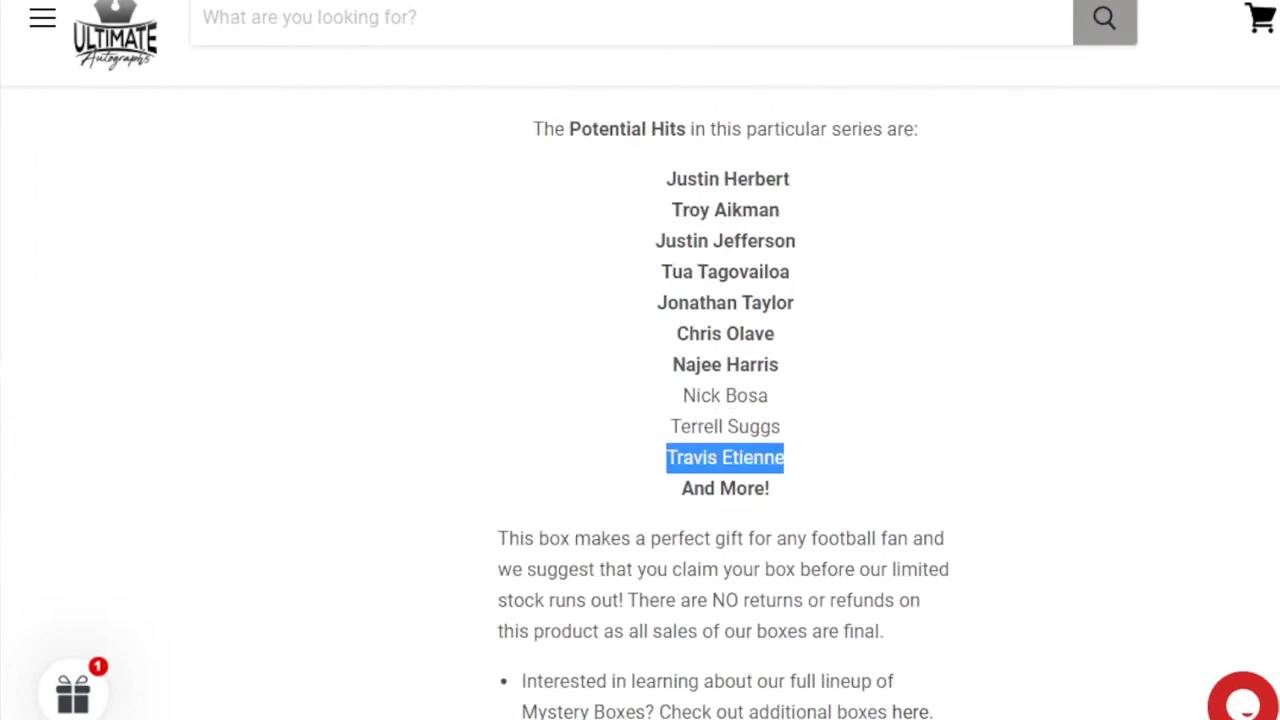 What are you looking for?
ULTIMATE
Autographs
The Potential Hits in this particular series are:
Justin Herbert
Troy Aikman
Justin Jefferson
Tua Tagovailoa
Jonathan Taylor
Chris Olave
Najee Harris
Nick Bosa
Terrell Suggs
Travis Etienne
And More!
This box makes a perfect gift for any football fan and
we suggest that you claim your box before our limited
stock runs out! There are NO returns or refunds on
this product as all sales of our boxes are final.
1
• Interested in learning about our full lineup of
Mystery Boxes? Check out additional boxes here.